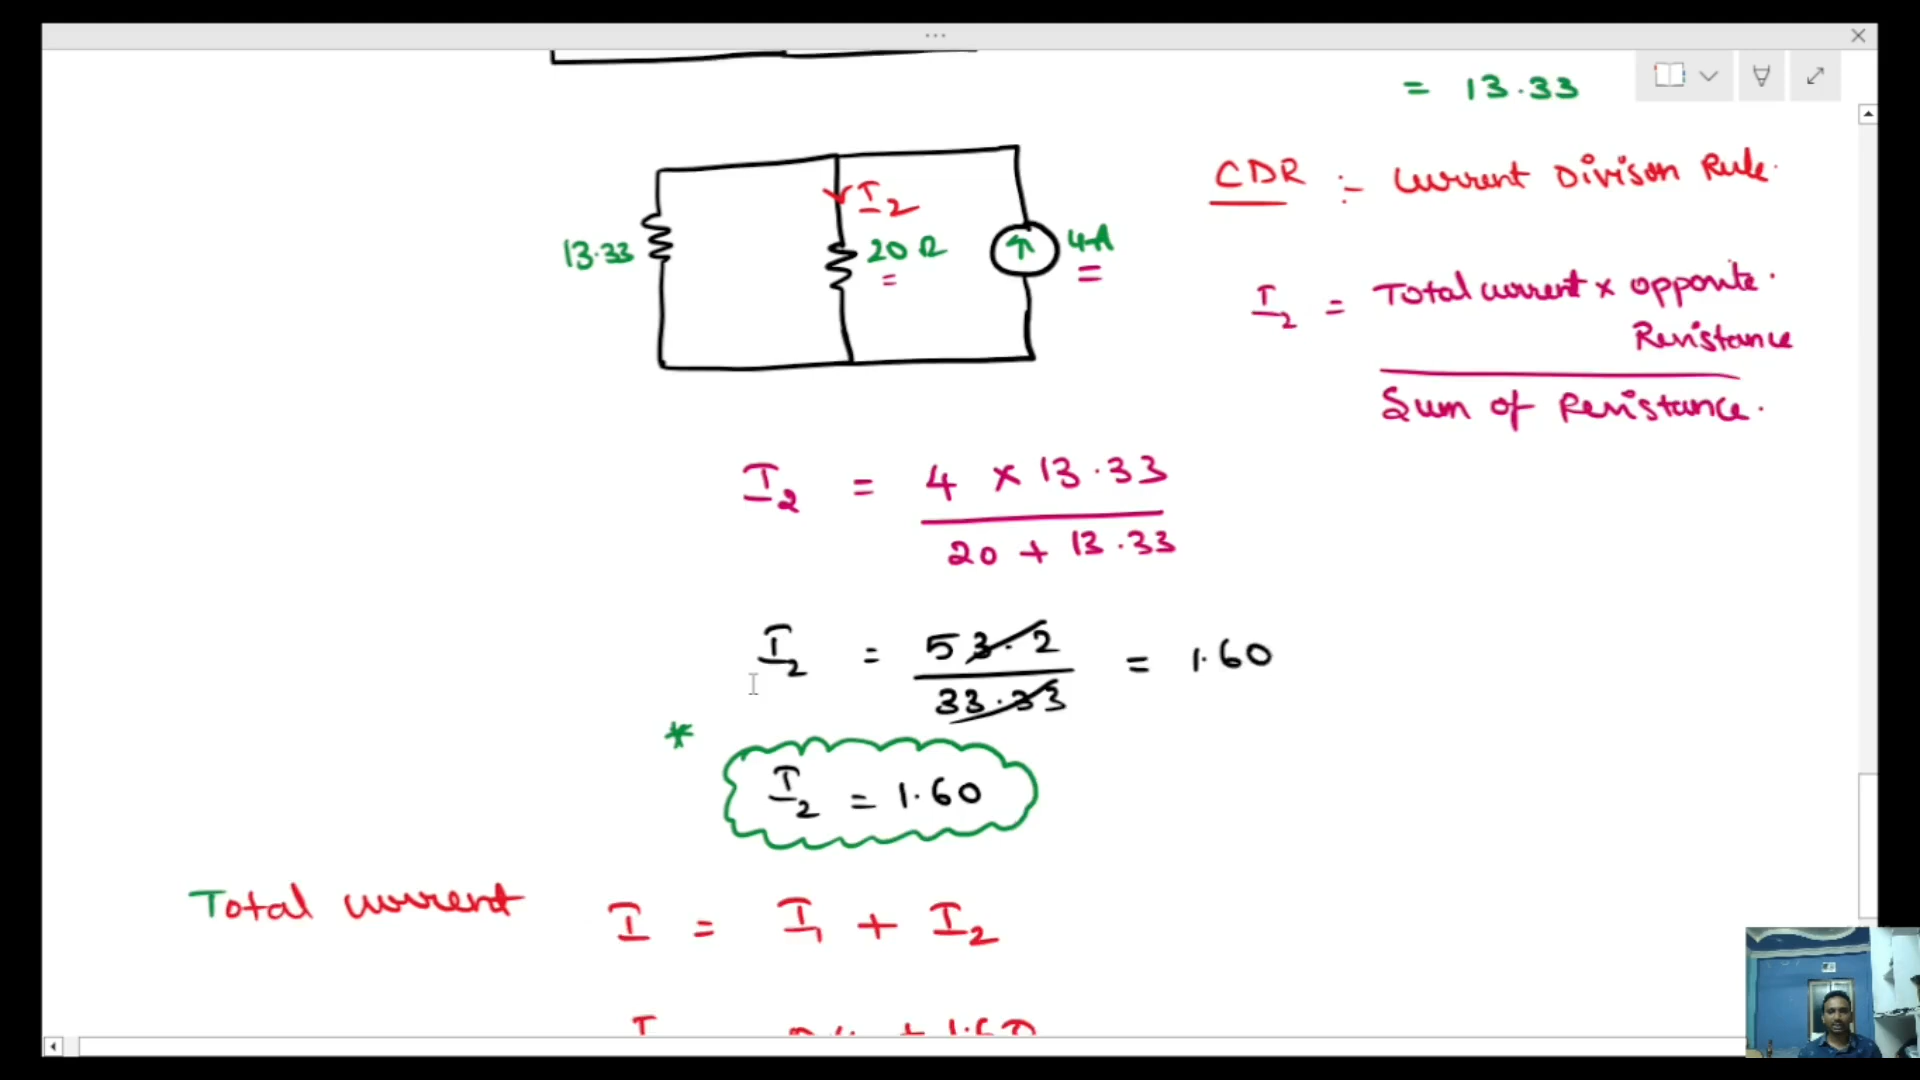 = 13.33
CDR :- Current Divison Rule.
I2
13.33
20 Ω
=
4A
=
I2 = Total current x opposite.
Resistance
Sum of Resistance.
I2 = 4 x 13.33
20 + 13.33
I2 = 53.2 = 1.60
33.33
*
I2 = 1.60
Total current I = I1 + I2